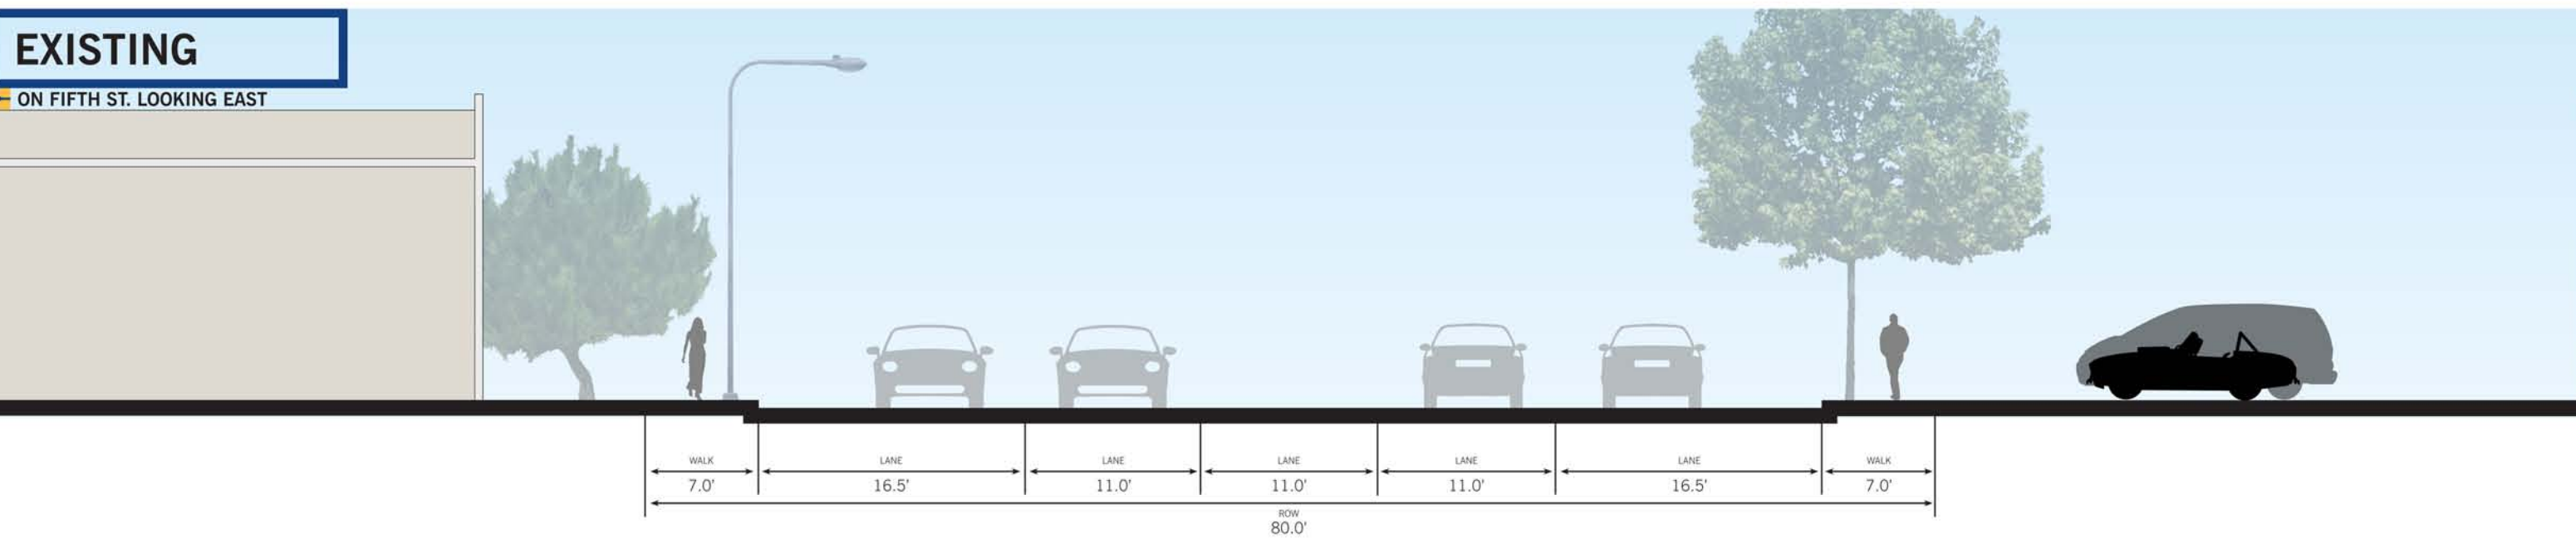 EXISTING
ON FIFTH ST. LOOKING EAST
WALK LANE LANE LANE LANE LANE WALK
7.0' 16.5' 11.0' 11.0' 11.0' 16.5' 7.0'
ROW
80.0'